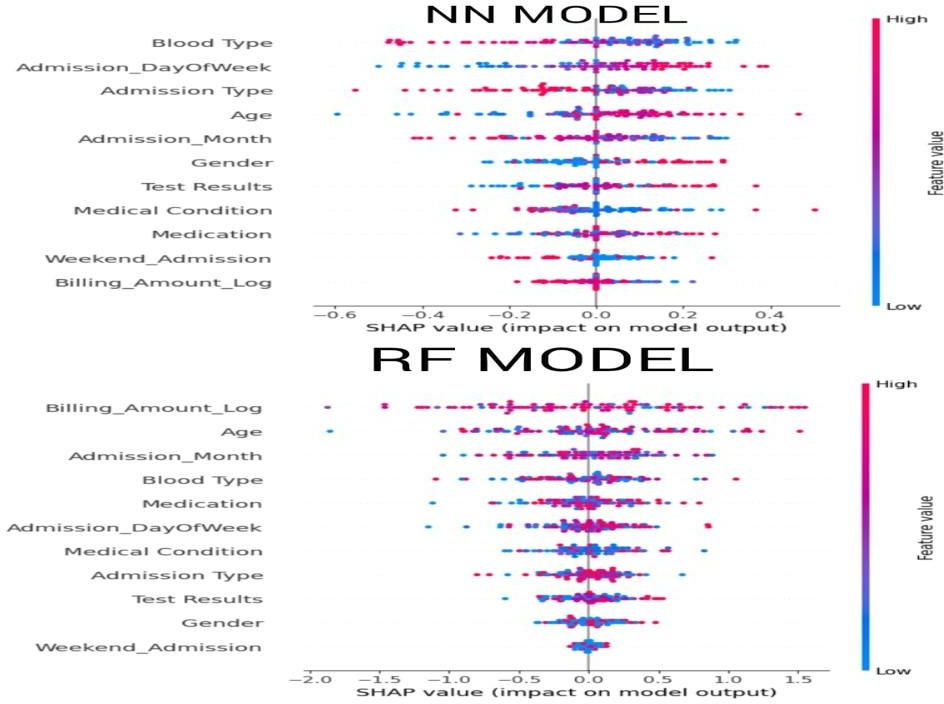 NN MODEL
High
Blood Type
Admission_DayOfWeek
Admission Type
Age
Admission_Month
Gender
Test Results
Medical Condition
Medication
Weekend_Admission
Billing_Amount_Log
Feature value
Low
−0.6 −0.4 −0.2 0.0 0.2 0.4
SHAP value (impact on model output)
RF MODEL
High
Billing_Amount_Log
Age
Admission_Month
Blood Type
Medication
Admission_DayOfWeek
Medical Condition
Admission Type
Test Results
Gender
Weekend_Admission
Feature value
Low
−2.0 −1.5 −1.0 −0.5 0.0 0.5 1.0 1.5
SHAP value (impact on model output)